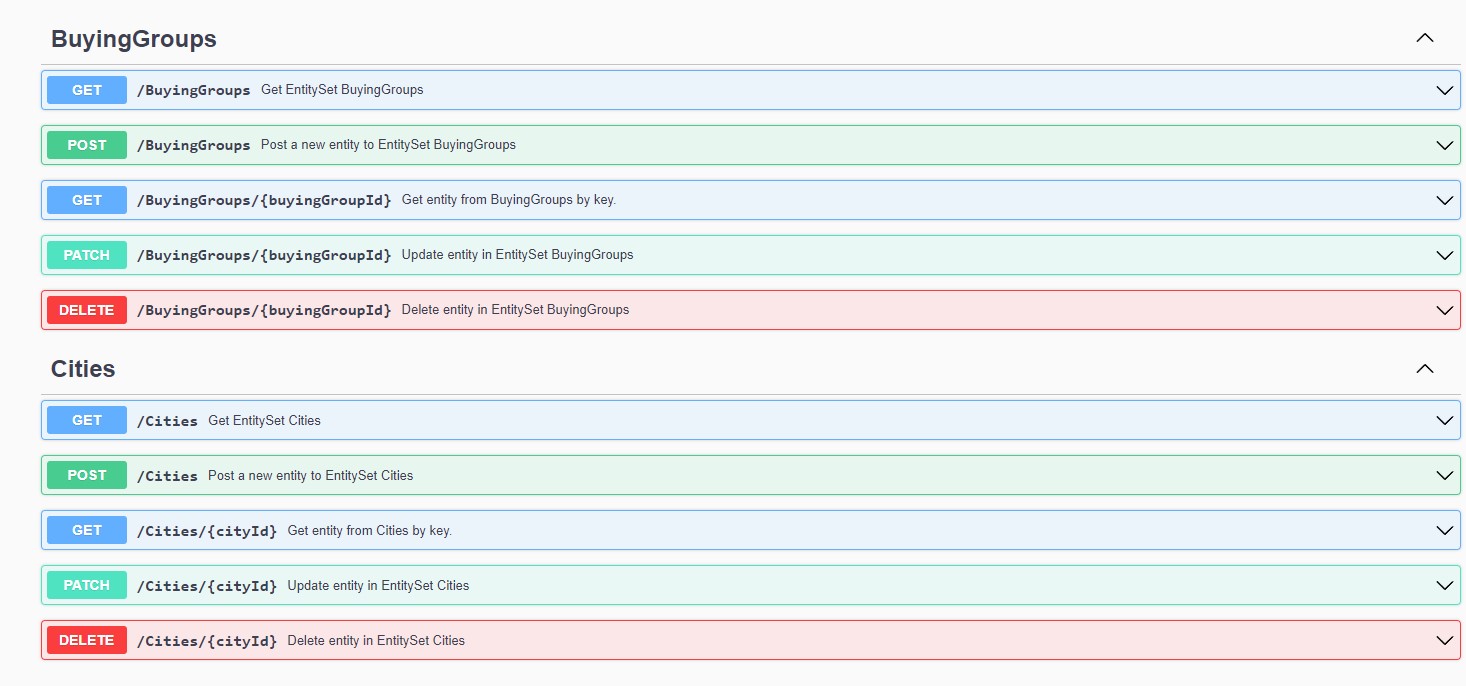 BuyingGroups
GET /BuyingGroups Get EntitySet BuyingGroups
POST /BuyingGroups Post a new entity to EntitySet BuyingGroups
GET /BuyingGroups/{buyingGroupId} Get entity from BuyingGroups by key.
PATCH /BuyingGroups/{buyingGroupId} Update entity in EntitySet BuyingGroups
DELETE /BuyingGroups/{buyingGroupId} Delete entity in EntitySet BuyingGroups
Cities
GET /Cities Get EntitySet Cities
POST /Cities Post a new entity to EntitySet Cities
GET /Cities/{cityId} Get entity from Cities by key.
PATCH /Cities/{cityId} Update entity in EntitySet Cities
DELETE /Cities/{cityId} Delete entity in EntitySet Cities